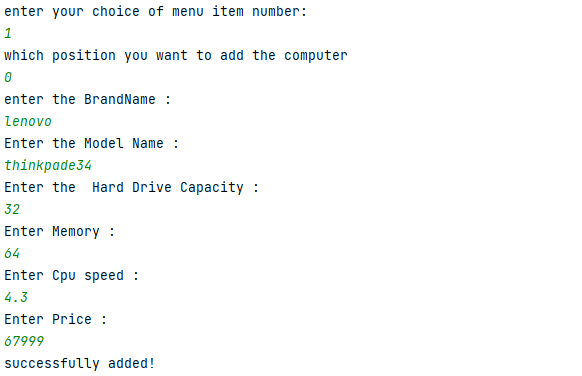 enter your choice of menu item number:
1
which position you want to add the computer
0
enter the BrandName :
lenovo
Enter the Model Name :
thinkpade34
Enter the  Hard Drive Capacity :
32
Enter Memory :
64
Enter Cpu speed :
4.3
Enter Price :
67999
successfully added!